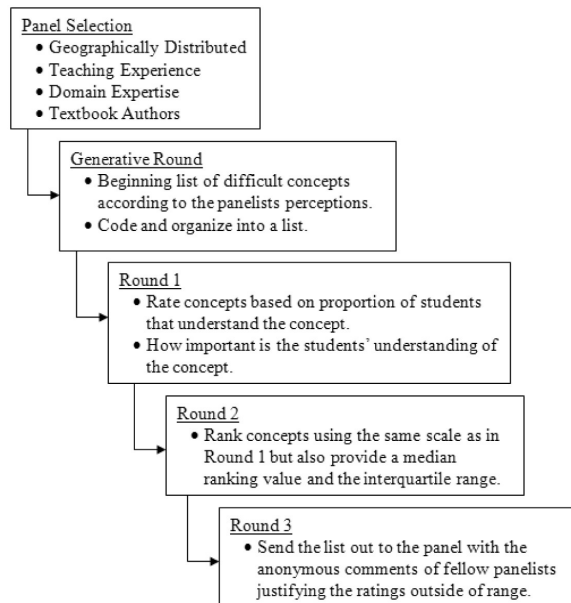 Panel Selection
• Geographically Distributed
• Teaching Experience
• Domain Expertise
• Textbook Authors
Generative Round
• Beginning list of difficult concepts
according to the panelists perceptions.
• Code and organize into a list.
Round 1
• Rate concepts based on proportion of students
that understand the concept.
• How important is the students’ understanding of
the concept.
Round 2
• Rank concepts using the same scale as in
Round 1 but also provide a median
ranking value and the interquartile range.
Round 3
• Send the list out to the panel with the
anonymous comments of fellow panelists
justifying the ratings outside of range.